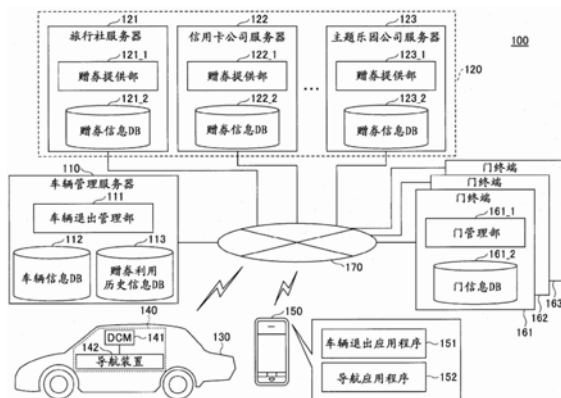 121
122
123
100
旅行社服务器
信用卡公司服务器
主题乐园公司服务器
121_1
122_1
123_1
赠券提供部
赠券提供部
赠券提供部
120
121_2
122_2
123_2
…
赠券信息DB
赠券信息DB
赠券信息DB
110
车辆管理服务器
111
车辆退出管理部
112
113
车辆信息DB
赠券利用
历史信息DB
170
门终端
门终端
门终端
161_1
门管理部
161_2
门信息DB
163
162
161
140
130
DCM
141
142
导航装置
150
车辆退出应用程序
151
导航应用程序
152